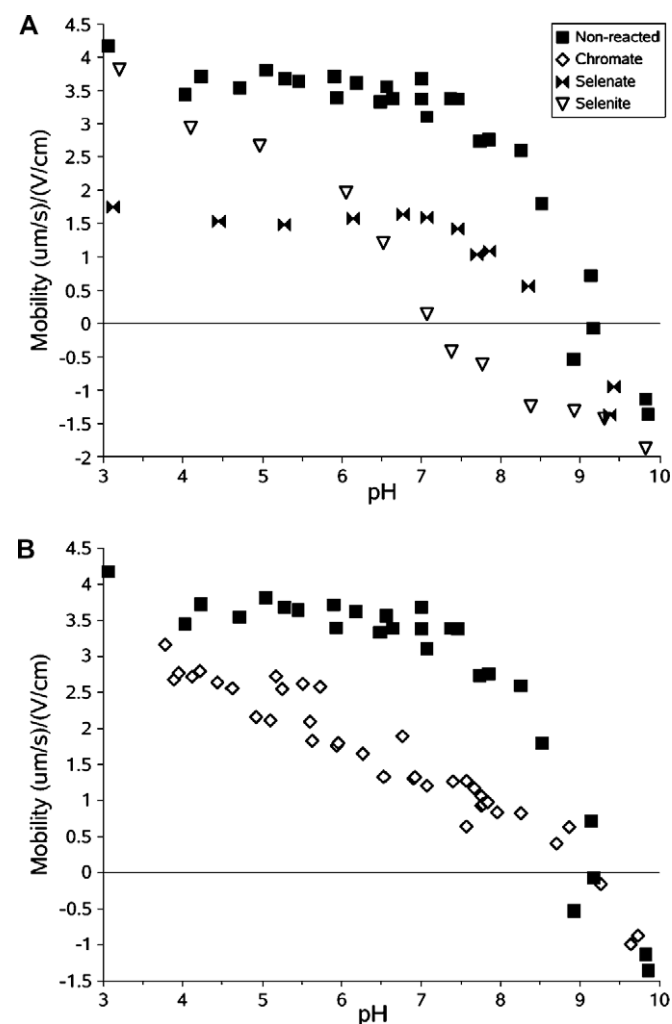 A
4.5
4
3.5
3
2.5
2
1.5
1
0.5
0
-0.5
-1
-1.5
-2
Mobility (um/s)/(V/cm)
3 4 5 6 7 8 9 10
pH
Non-reacted
Chromate
Selenate
Selenite
B
4.5
4
3.5
3
2.5
2
1.5
1
0.5
0
-0.5
-1
-1.5
Mobility (um/s)/(V/cm)
3 4 5 6 7 8 9 10
pH